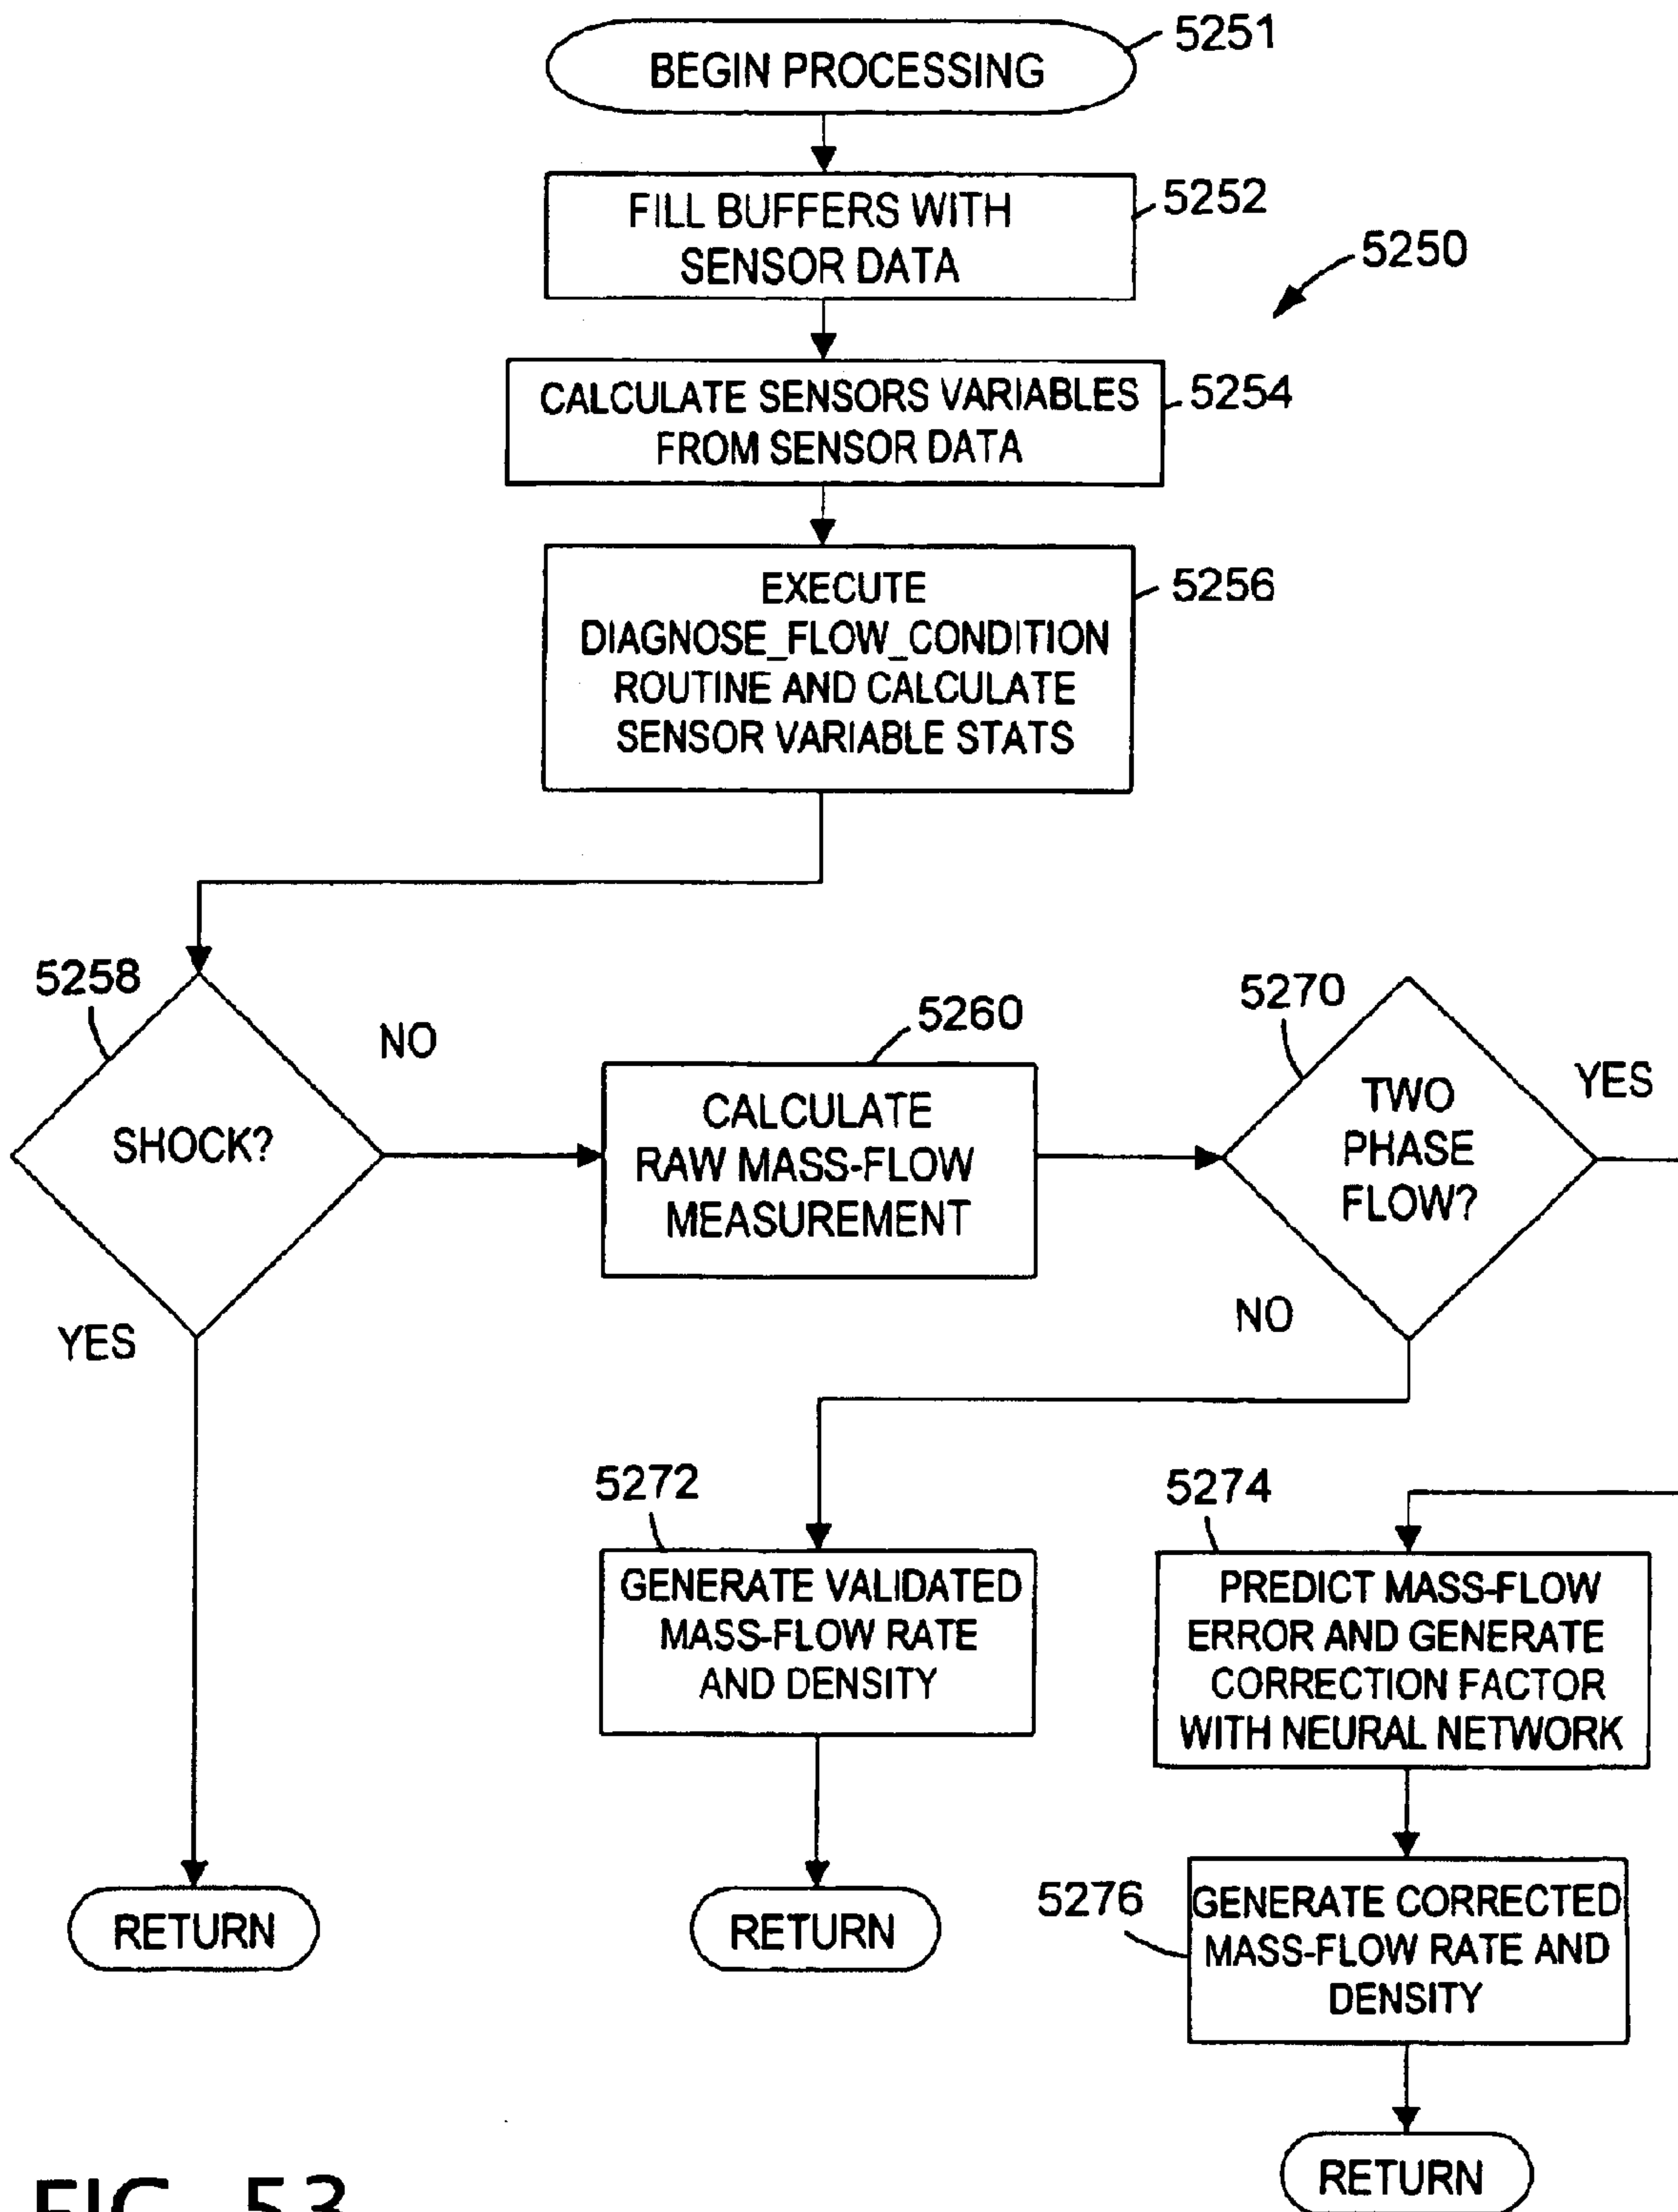 BEGIN PROCESSING
5251
FILL BUFFERS WITH
SENSOR DATA
5252
5250
CALCULATE SENSORS VARIABLES
FROM SENSOR DATA
5254
EXECUTE
DIAGNOSE_FLOW_CONDITION
ROUTINE AND CALCULATE
SENSOR VARIABLE STATS
5256
5258
SHOCK?
NO
YES
5260
CALCULATE
RAW MASS-FLOW
MEASUREMENT
5270
TWO
PHASE
FLOW?
YES
NO
5272
GENERATE VALIDATED
MASS-FLOW RATE
AND DENSITY
5274
PREDICT MASS-FLOW
ERROR AND GENERATE
CORRECTION FACTOR
WITH NEURAL NETWORK
RETURN
RETURN
5276
GENERATE CORRECTED
MASS-FLOW RATE AND
DENSITY
RETURN
FIG. 53